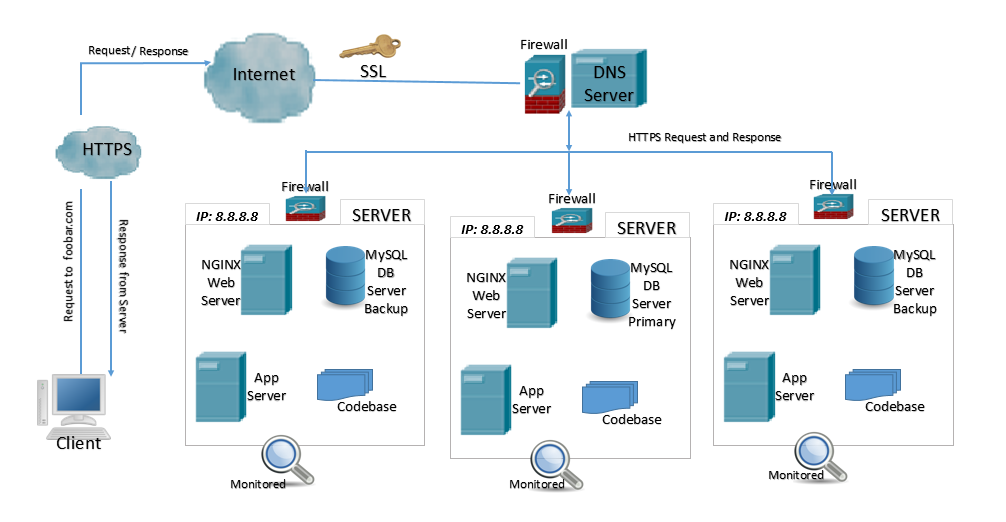 Request/ Response
Internet
SSL
Firewall
DNS
Server
HTTPS
HTTPS Request and Response
Request to foobar.com
Response from Server
Client
Firewall
IP: 8.8.8.8
SERVER
NGINX
Web
Server
MySQL
DB
Server
Backup
App
Server
Codebase
Monitored
Firewall
IP: 8.8.8.8
SERVER
NGINX
Web
Server
MySQL
DB
Server
Primary
App
Server
Codebase
Monitored
Firewall
IP: 8.8.8.8
SERVER
NGINX
Web
Server
MySQL
DB
Server
Backup
App
Server
Codebase
Monitored